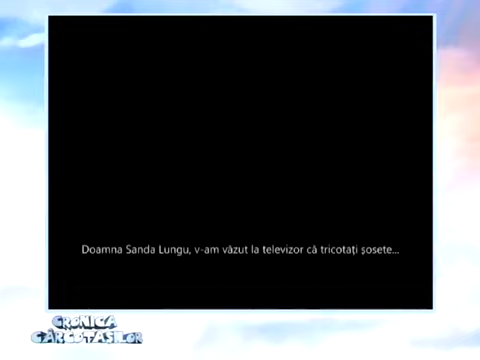 Doamna Sanda Lungu, v-am văzut la televizor că tricotați șosete...
CRONICA
CÂRCOTAȘILOR